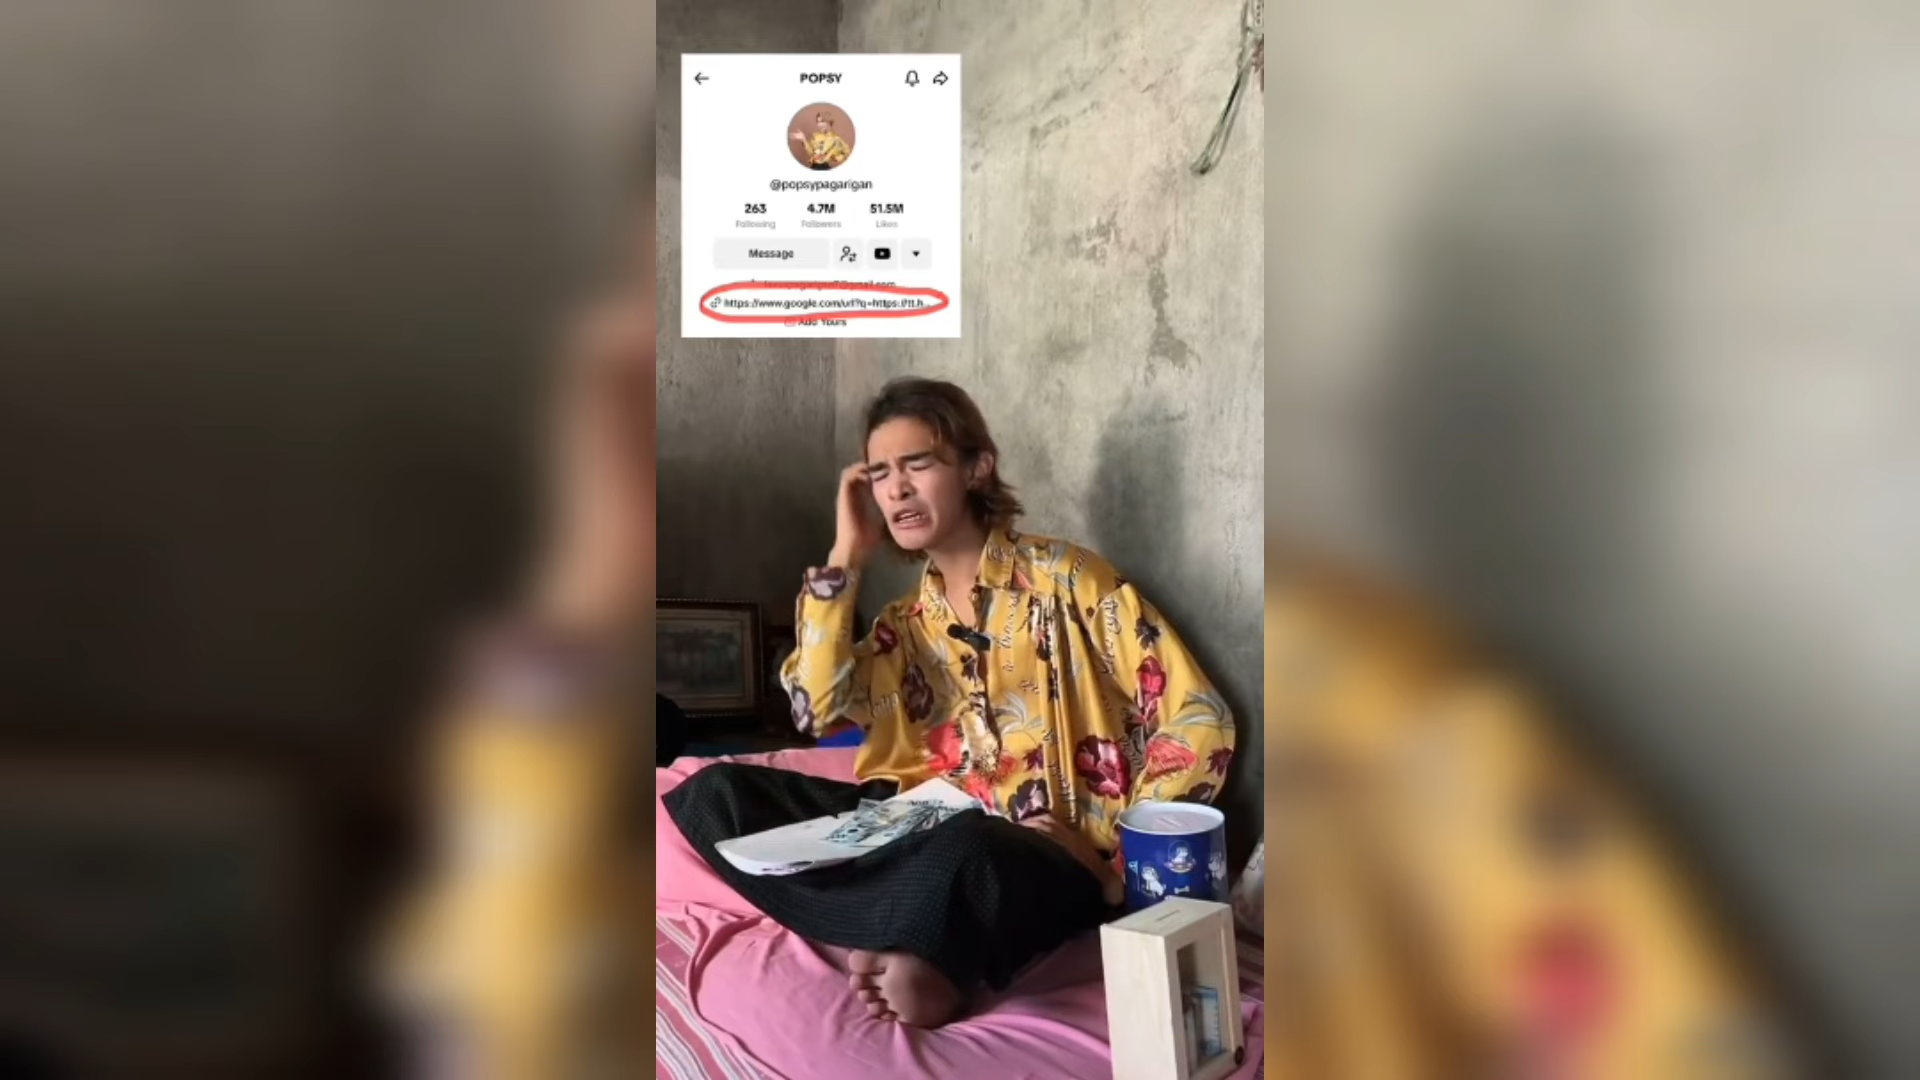 POPSY
@popsypagarigan
263 4.7M 51.5M
Following Followers Likes
Message
https://www.google.com/url?q=https://tt.h...
Add Yours